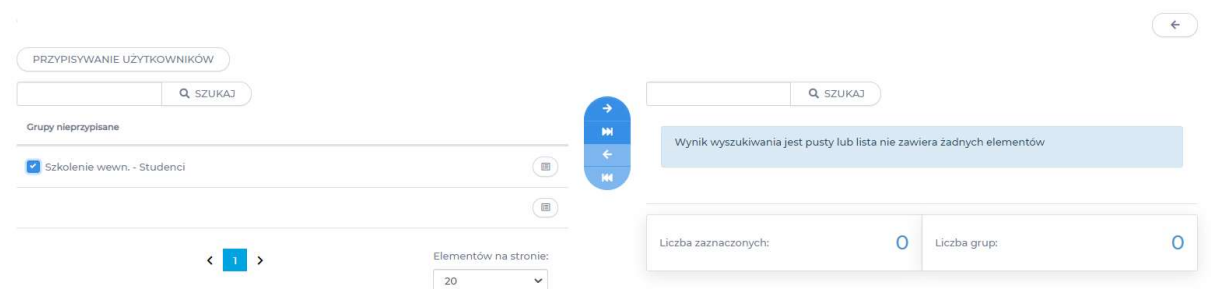 PRZYPISYWANIE UŻYTKOWNIKÓW
SZUKAJ
Grupy nieprzypisane
Szkolenie wewn. - Studenci
1
Elementów na stronie:
20
SZUKAJ
Wynik wyszukiwania jest pusty lub lista nie zawiera żadnych elementów
Liczba zaznaczonych: 0
Liczba grup: 0